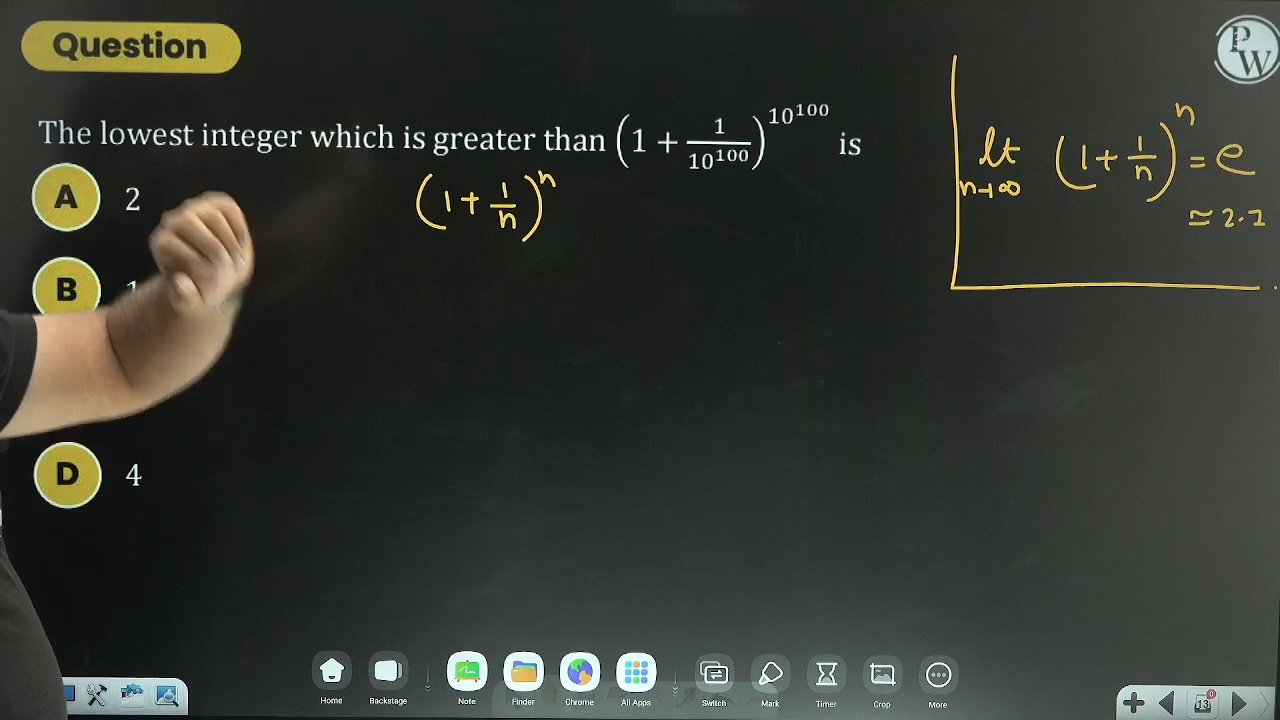 Question
P
W
The lowest integer which is greater than (1 + 1/10^100)^10^100 is
A 2
(1 + 1/n)^n
lt n→∞ (1 + 1/n)^n = e
≃ 2.7
B
D 4
Home Backstage Note Finder Chrome All Apps Switch Mark Timer Crop More
13